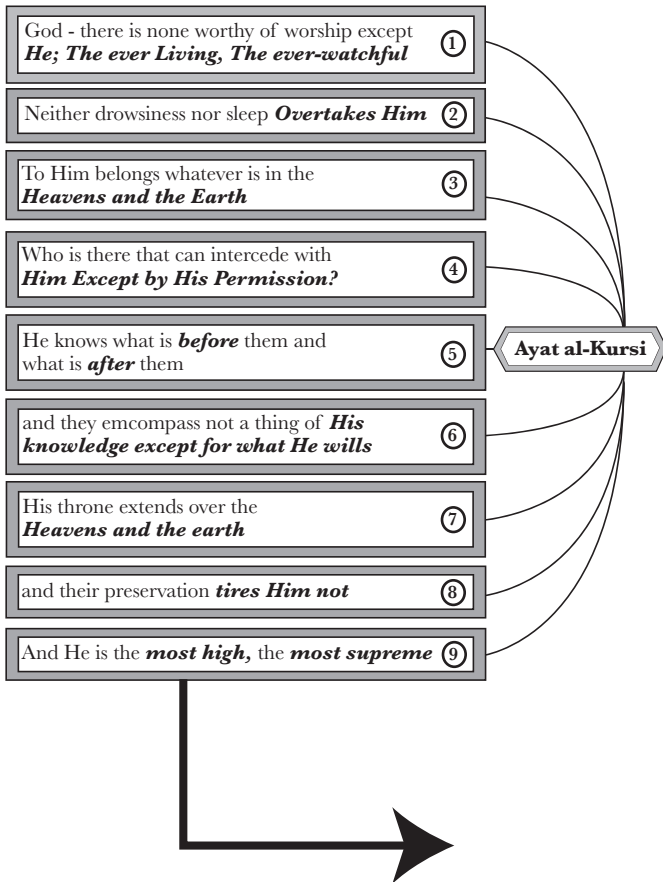 God - there is none worthy of worship except
He; The ever Living, The ever-watchful
1
Neither drowsiness nor sleep Overtakes Him 2
To Him belongs whatever is in the
Heavens and the Earth
3
Who is there that can intercede with
Him Except by His Permission?
4
He knows what is before them and
what is after them
5
Ayat al-Kursi
and they emcompass not a thing of His
knowledge except for what He wills
6
His throne extends over the
Heavens and the earth
7
and their preservation tires Him not 8
And He is the most high, the most supreme 9